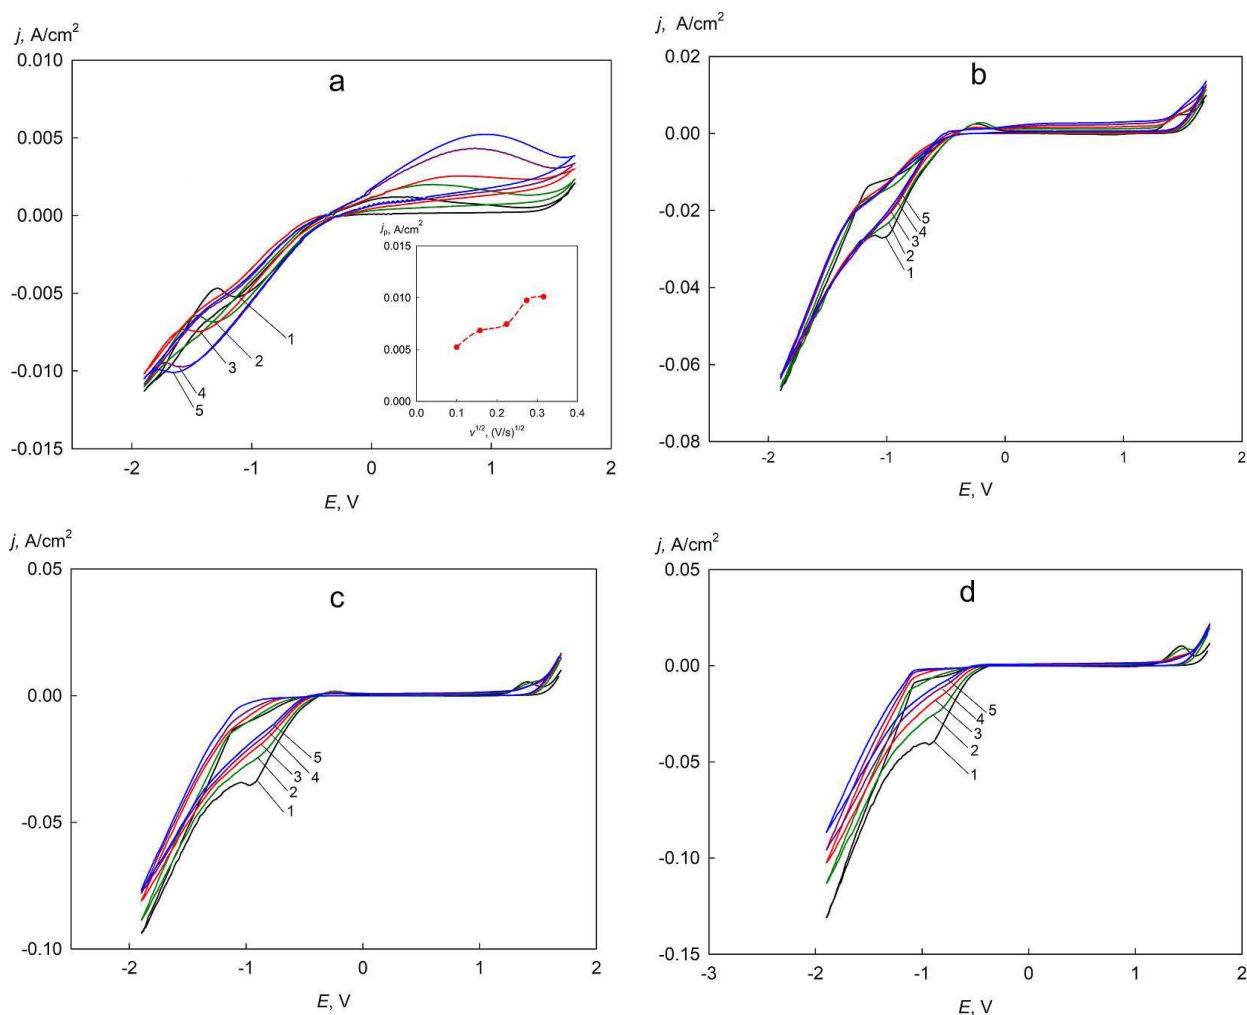 j, A/cm2
0.010
a
0.005
0.000
-0.005
-0.010
-0.015
-2 -1 0 1 2
E, V
1
2
3
4
5
jp, A/cm2
0.015
0.010
0.005
0.000
0.0 0.1 0.2 0.3 0.4
v1/2, (V/s)1/2
j, A/cm2
0.02
b
0.00
-0.02
-0.04
-0.06
-0.08
-2 -1 0 1 2
E, V
5
4
3
2
1
j, A/cm2
0.05
c
0.00
-0.05
-0.10
-2 -1 0 1 2
E, V
5
3 4
2
1
j, A/cm2
0.05
d
0.00
-0.05
-0.10
-0.15
-3 -2 -1 0 1 2
E, V
5
4
3
2
1